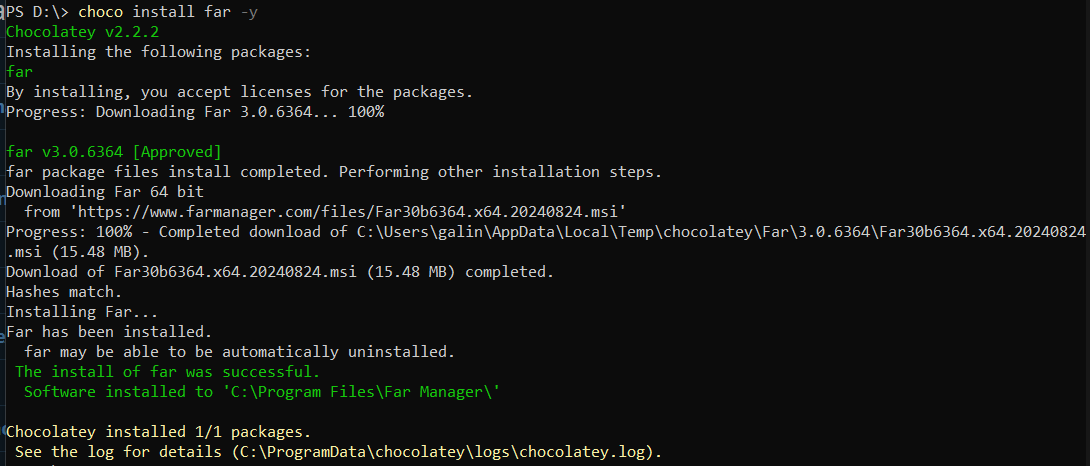 PS D:\> choco install far -y
Chocolatey v2.2.2
Installing the following packages:
far
By installing, you accept licenses for the packages.
Progress: Downloading Far 3.0.6364... 100%
far v3.0.6364 [Approved]
far package files install completed. Performing other installation steps.
Downloading Far 64 bit
from 'https://www.farmanager.com/files/Far30b6364.x64.20240824.msi'
Progress: 100% - Completed download of C:\Users\galin\AppData\Local\Temp\chocolatey\Far\3.0.6364\Far30b6364.x64.20240824
.msi (15.48 MB).
Download of Far30b6364.x64.20240824.msi (15.48 MB) completed.
Hashes match.
Installing Far...
Far has been installed.
far may be able to be automatically uninstalled.
The install of far was successful.
Software installed to 'C:\Program Files\Far Manager\'
Chocolatey installed 1/1 packages.
See the log for details (C:\ProgramData\chocolatey\logs\chocolatey.log).